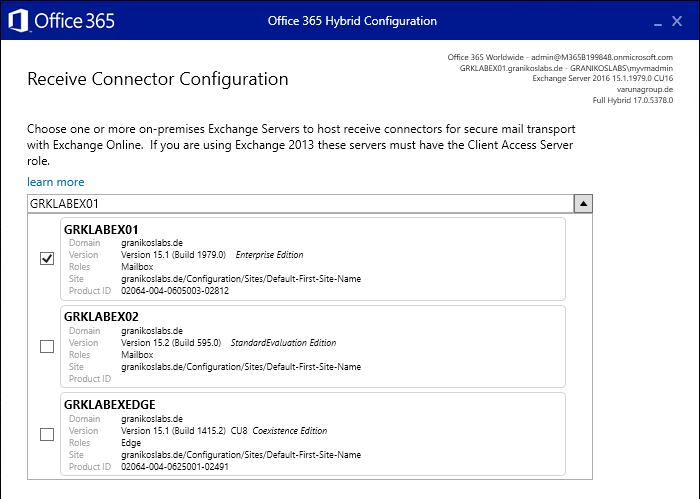 Office 365
Office 365 Hybrid Configuration
Office 365 Worldwide - admin@M365B199848.onmicrosoft.com
GRKLABEX01.granikoslabs.de - GRANIKOSLABS\myvmadmin
Exchange Server 2016 15.1.1979.0 CU16
varunagroup.de
Full Hybrid 17.0.5378.0
Receive Connector Configuration
Choose one or more on-premises Exchange Servers to host receive connectors for secure mail transport
with Exchange Online.  If you are using Exchange 2013 these servers must have the Client Access Server
role.
learn more
GRKLABEX01
GRKLABEX01
Domain granikoslabs.de
Version Version 15.1 (Build 1979.0) Enterprise Edition
Roles Mailbox
Site granikoslabs.de/Configuration/Sites/Default-First-Site-Name
Product ID 02064-004-0605003-02812
GRKLABEX02
Domain granikoslabs.de
Version Version 15.2 (Build 595.0) StandardEvaluation Edition
Roles Mailbox
Site granikoslabs.de/Configuration/Sites/Default-First-Site-Name
Product ID
GRKLABEXEDGE
Domain granikoslabs.de
Version Version 15.1 (Build 1415.2) CU8 Coexistence Edition
Roles Edge
Site granikoslabs.de/Configuration/Sites/Default-First-Site-Name
Product ID 02064-004-0625001-02491